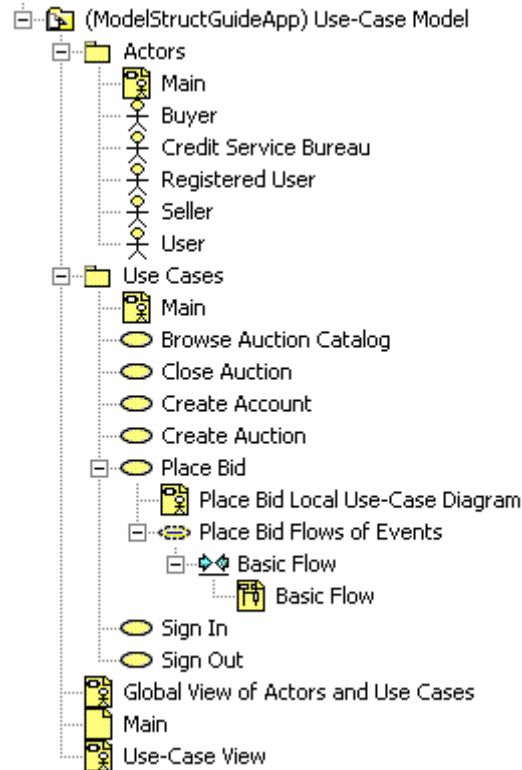 (ModelStructGuideApp) Use-Case Model
Actors
Main
Buyer
Credit Service Bureau
Registered User
Seller
User
Use Cases
Main
Browse Auction Catalog
Close Auction
Create Account
Create Auction
Place Bid
Place Bid Local Use-Case Diagram
Place Bid Flows of Events
Basic Flow
Basic Flow
Sign In
Sign Out
Global View of Actors and Use Cases
Main
Use-Case View